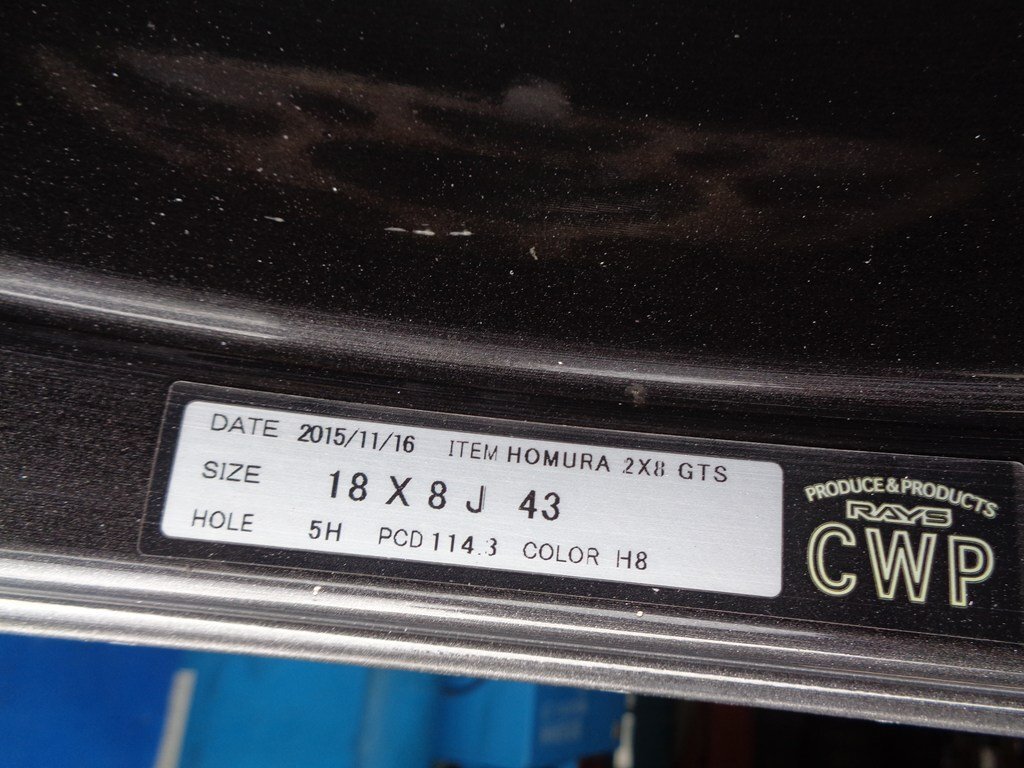 DATE 2015/11/16 ITEM HOMURA 2X8 GTS
SIZE 18 X 8 J 43
HOLE 5H PCD 114.3 COLOR H8
PRODUCE & PRODUCTS
RAYS
CWP